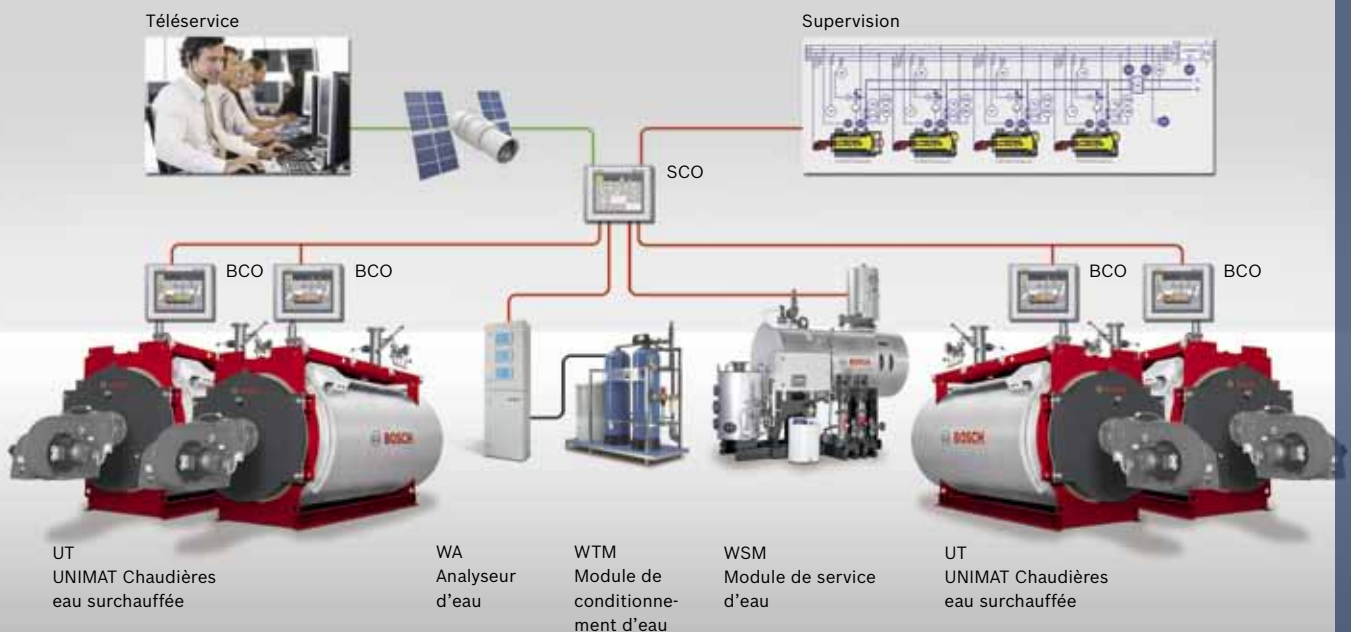 Téléservice
Supervision
SCO
BCO
BCO
BCO
BCO
BOSCH
BOSCH
BOSCH
UT
UNIMAT Chaudières
eau surchauffée
WA
Analyseur
d'eau
WTM
Module de
conditionne-
ment d'eau
WSM
Module de service
d'eau
UT
UNIMAT Chaudières
eau surchauffée